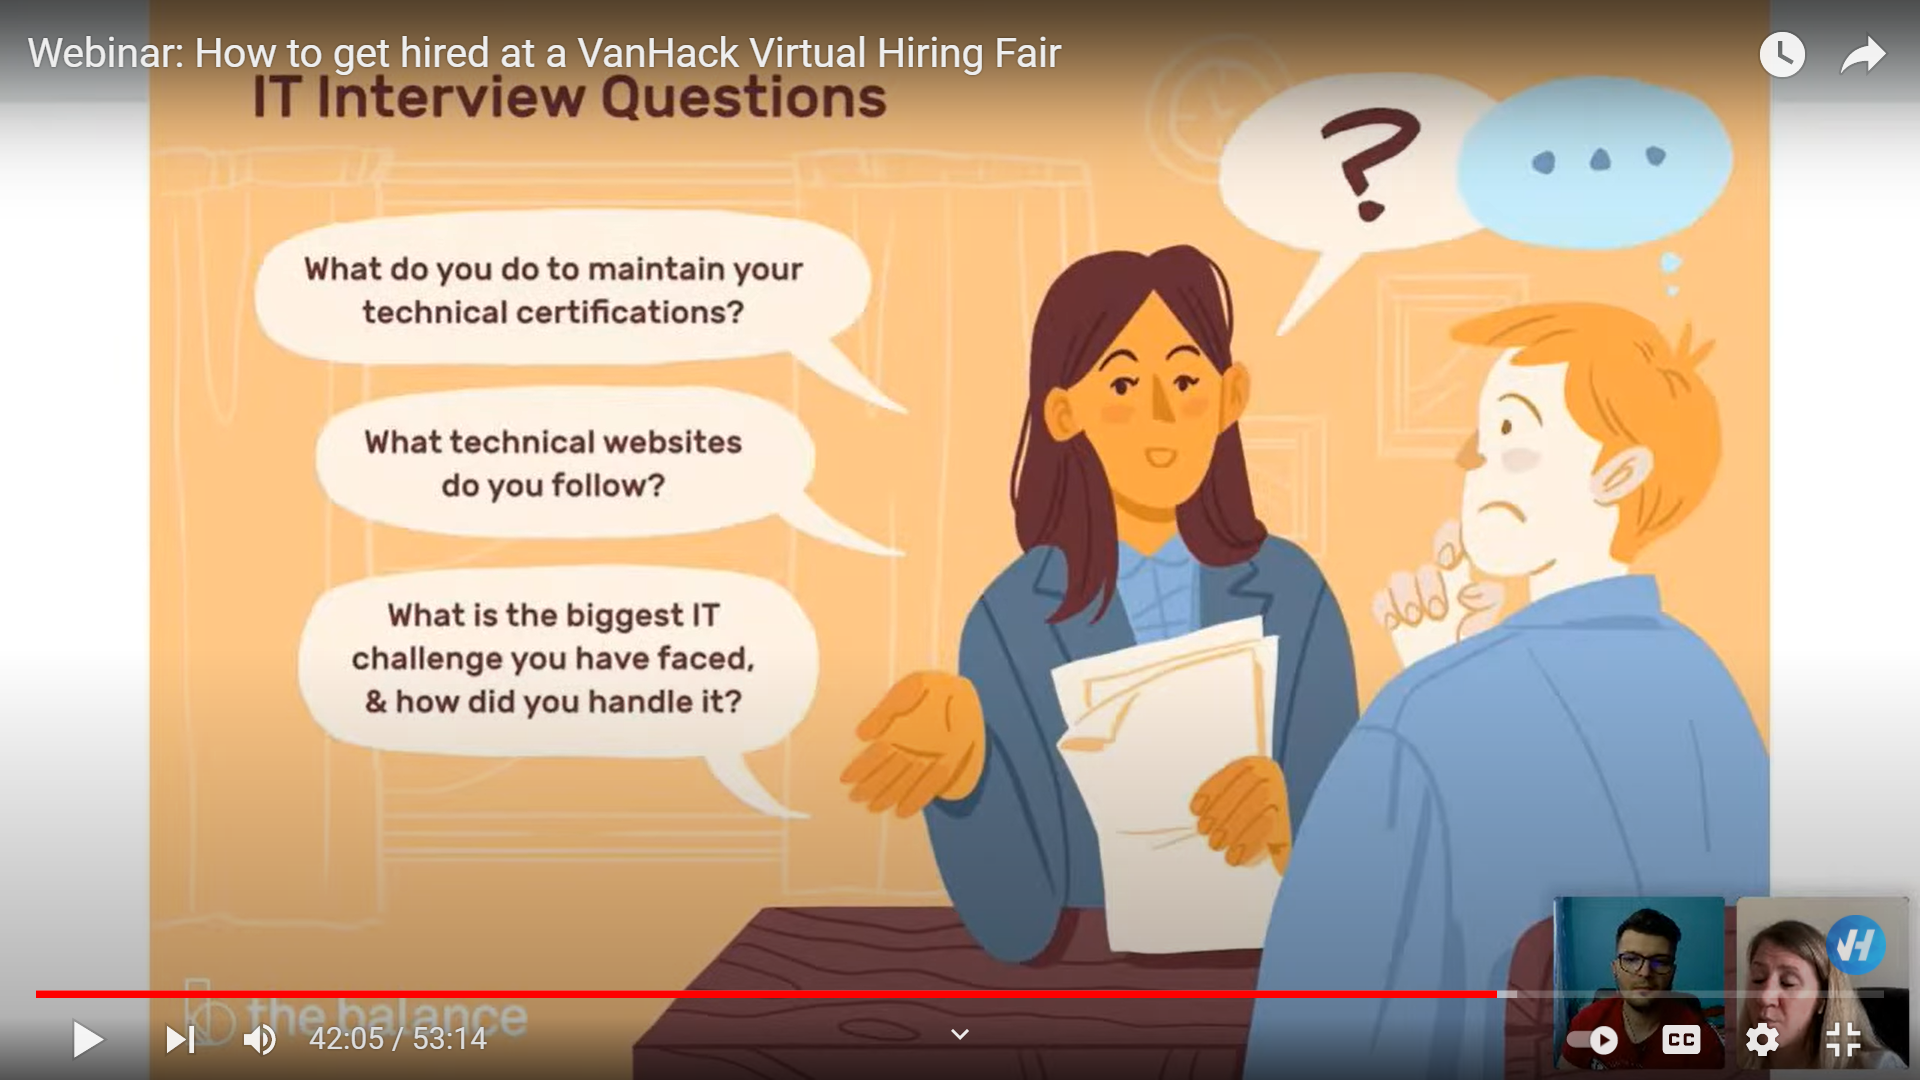 Webinar: How to get hired at a VanHack Virtual Hiring Fair
IT Interview Questions
?
What do you do to maintain your
technical certifications?
What technical websites
do you follow?
What is the biggest IT
challenge you have faced,
& how did you handle it?
the balance
42:05 / 53:14
CC